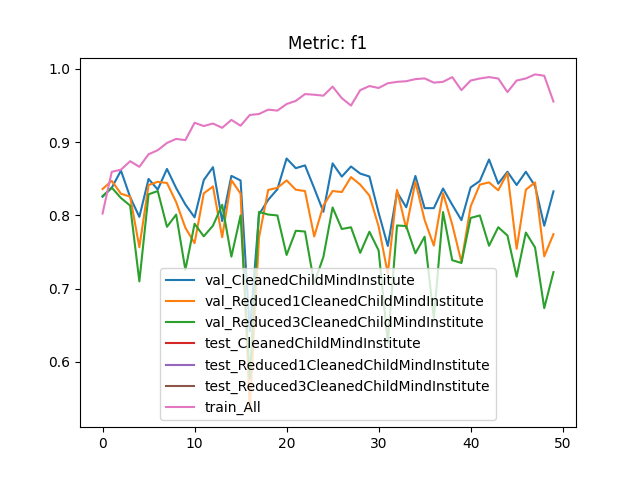 Metric: f1
1.0
0.9
0.8
0.7
0.6
val_CleanedChildMindInstitute
val_Reduced1CleanedChildMindInstitute
val_Reduced3CleanedChildMindInstitute
test_CleanedChildMindInstitute
test_Reduced1CleanedChildMindInstitute
test_Reduced3CleanedChildMindInstitute
train_All
0 10 20 30 40 50